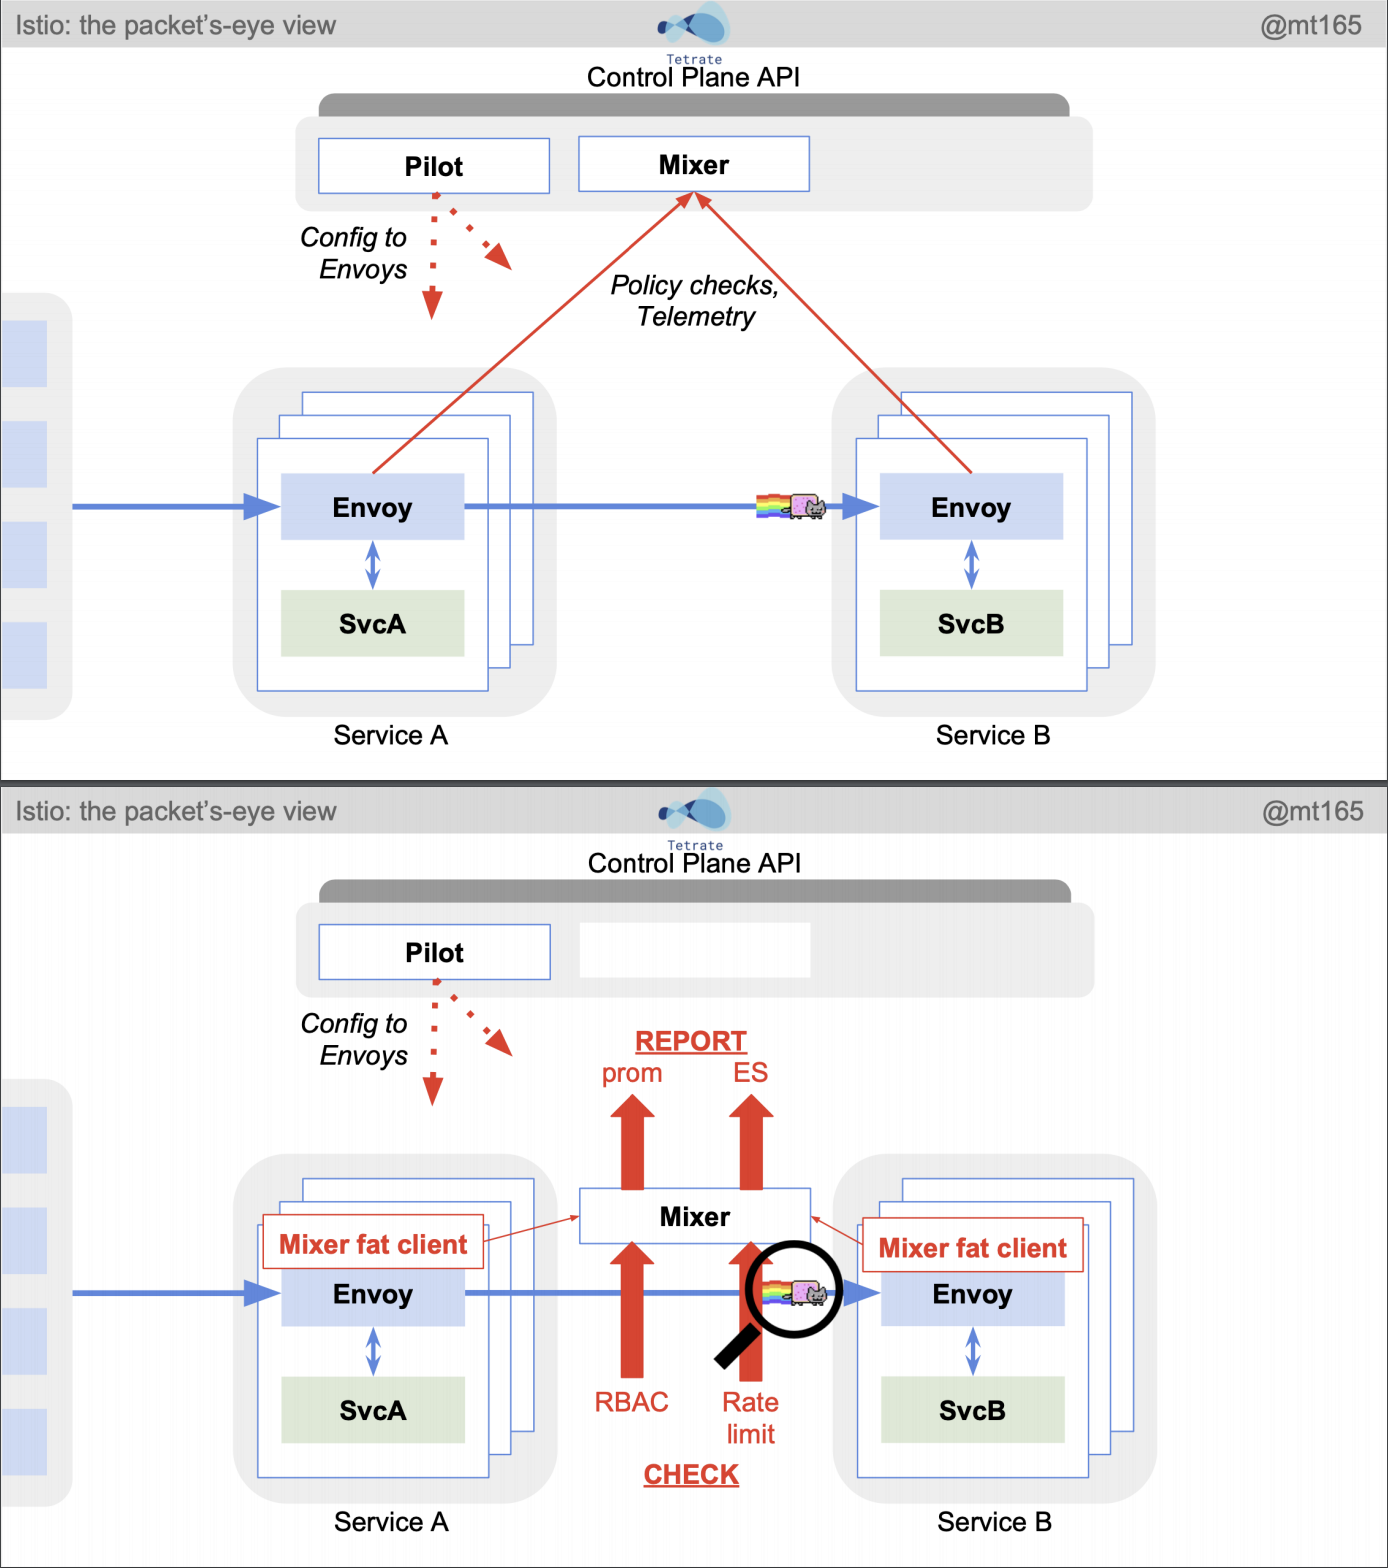 Istio: the packet's-eye view
@mt165
Tetrate
Control Plane API
Pilot
Mixer
Config to
Envoys
Policy checks,
Telemetry
Envoy
Envoy
SvcA
SvcB
Service A
Service B
Istio: the packet's-eye view
@mt165
Tetrate
Control Plane API
Pilot
Config to
Envoys
REPORT
prom
ES
Mixer
Mixer fat client
Mixer fat client
Envoy
Envoy
RBAC
Rate
limit
SvcA
SvcB
CHECK
Service A
Service B